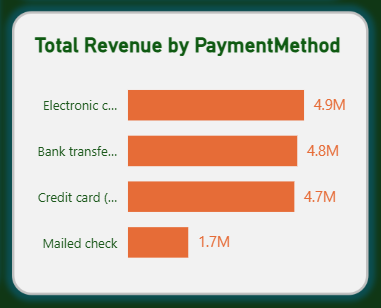 Total Revenue by PaymentMethod
Electronic c... 4.9M
Bank transfe... 4.8M
Credit card (... 4.7M
Mailed check 1.7M